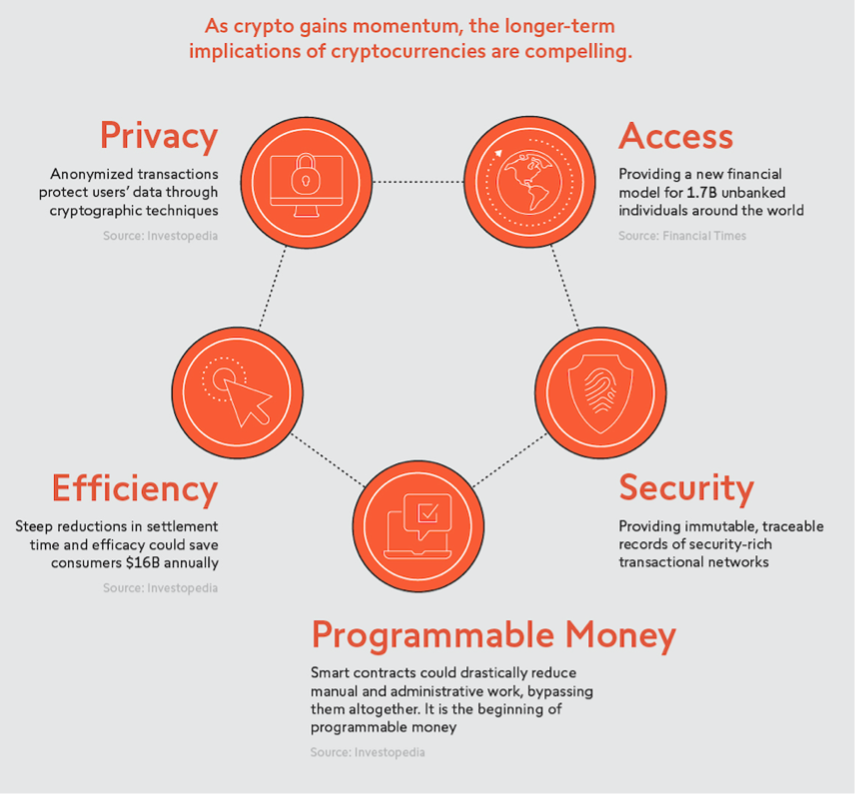 As crypto gains momentum, the longer-term
implications of cryptocurrencies are compelling.
Privacy
Anonymized transactions
protect users' data through
cryptographic techniques
Source: Investopedia
Access
Providing a new financial
model for 1.7B unbanked
individuals around the world
Source: Financial Times
Efficiency
Steep reductions in settlement
time and efficacy could save
consumers $16B annually
Source: Investopedia
Security
Providing immutable, traceable
records of security-rich
transactional networks
Programmable Money
Smart contracts could drastically reduce
manual and administrative work, bypassing
them altogether. It is the beginning of
programmable money
Source: Investopedia